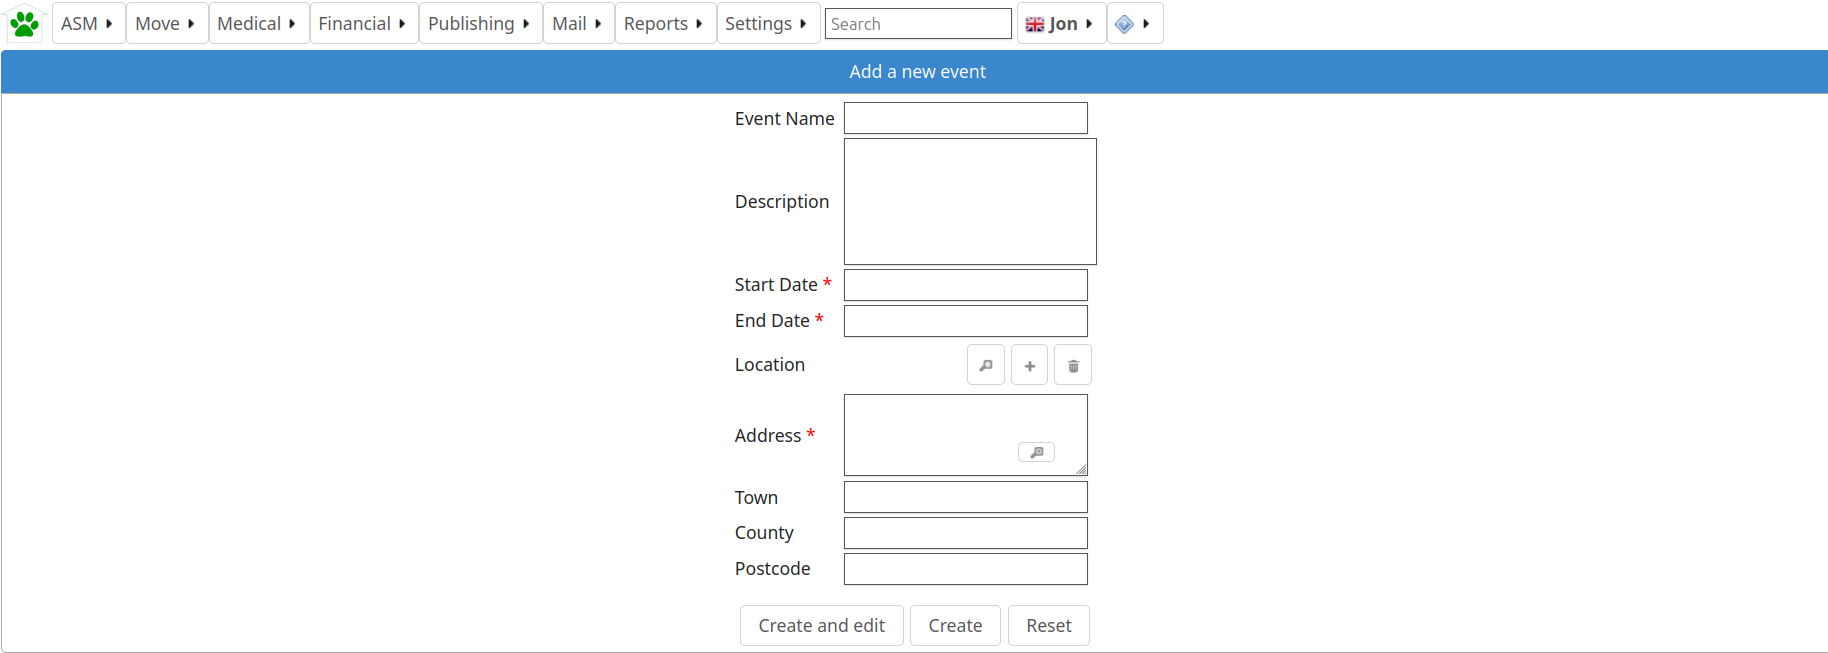 ASM Move Medical Financial Publishing Mail Reports Settings Search Jon
Add a new event
Event Name
Description
Start Date *
End Date *
Location
Address *
Town
County
Postcode
Create and edit Create Reset